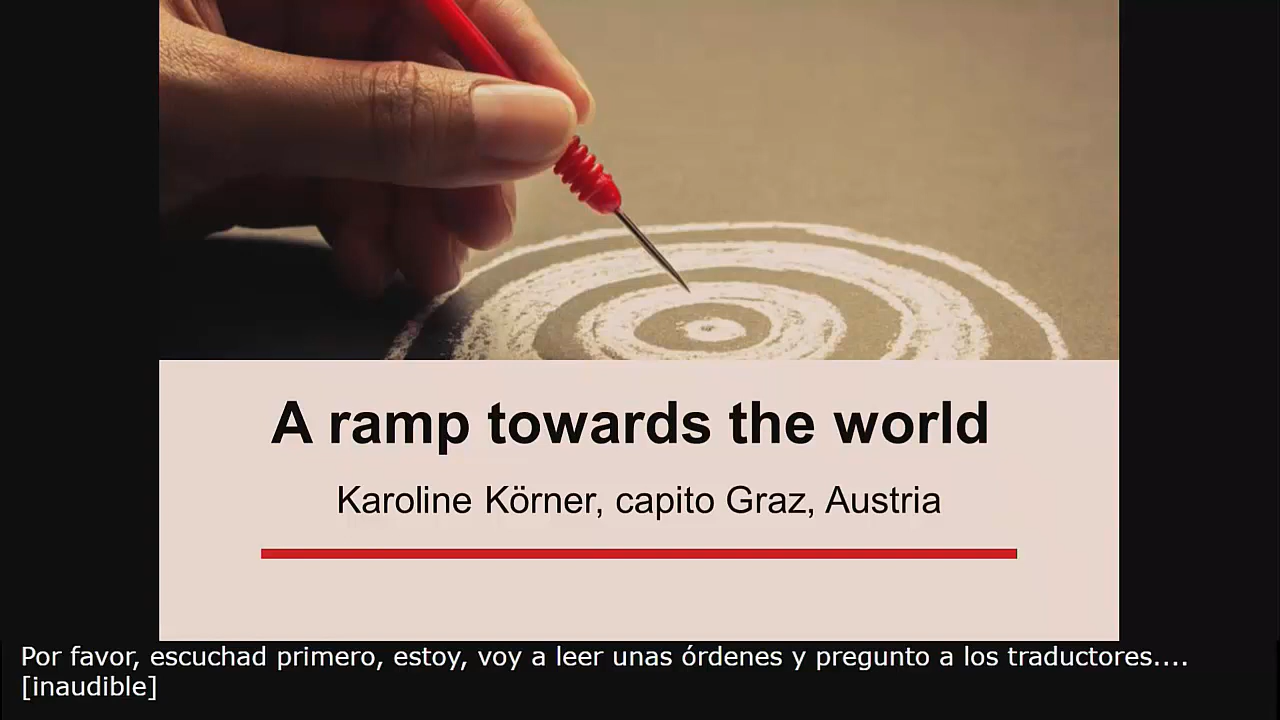 A ramp towards the world
Karoline Körner, capito Graz, Austria
Por favor, escuchad primero, estoy, voy a leer unas órdenes y pregunto a los traductores....
[inaudible]